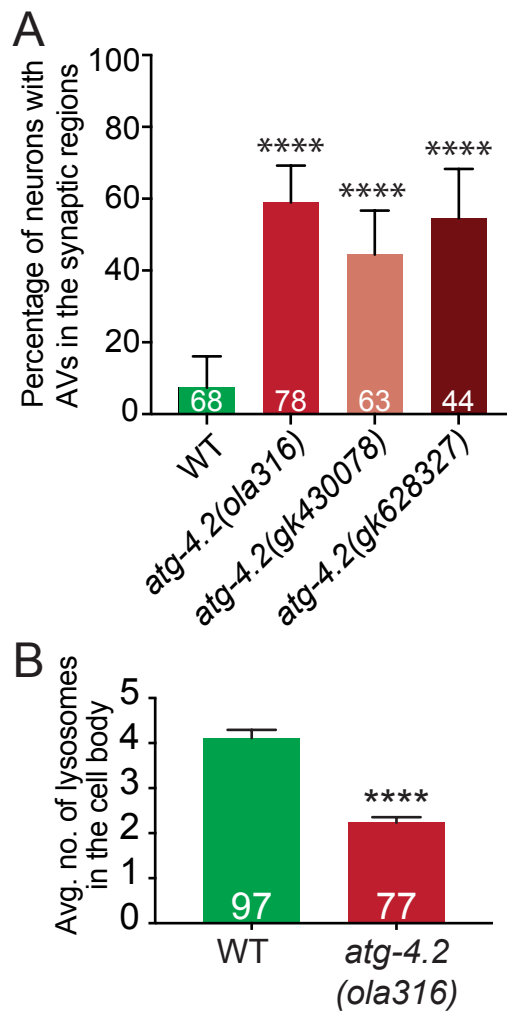 A
Percentage of neurons with
AVs in the synaptic regions
100
80
60
40
20
0
****
****
****
68
78
63
44
WT
atg-4.2(ola316)
atg-4.2(gk430078)
atg-4.2(gk628327)
B
Avg. no. of lysosomes
in the cell body
5
4
3
2
1
0
****
97
77
WT
atg-4.2
(ola316)